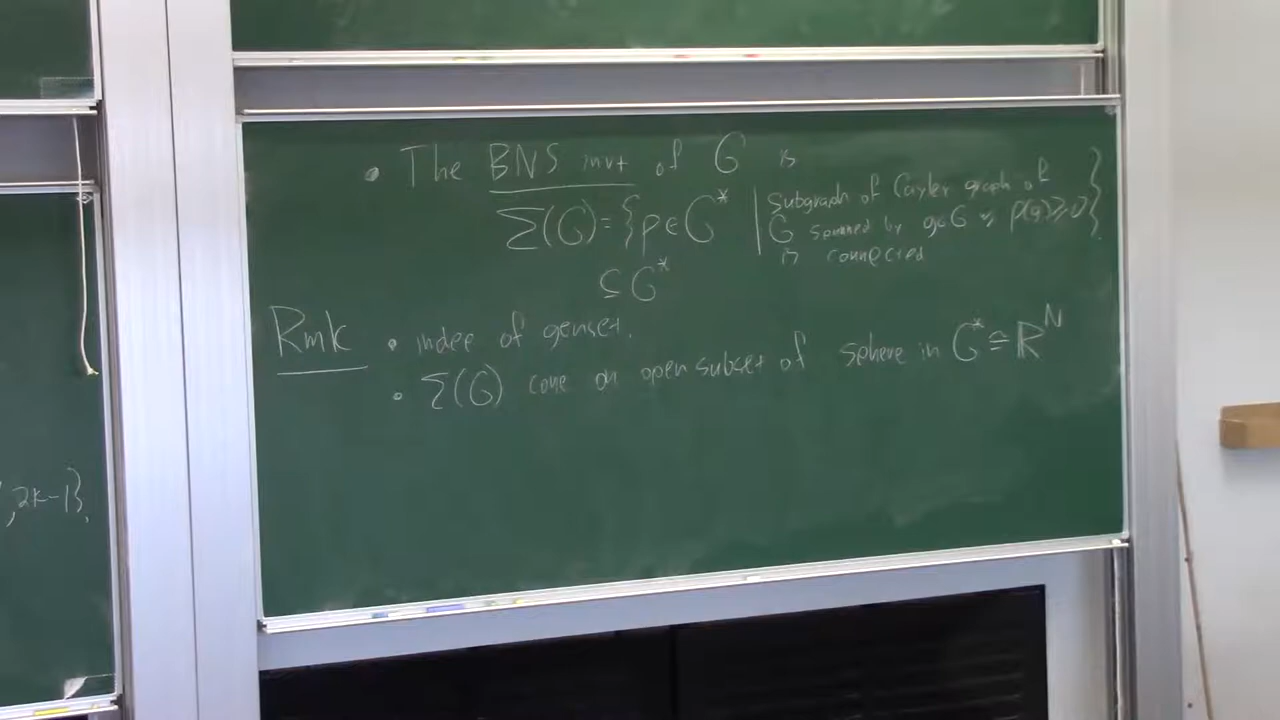 • The BNS invt of G is
Σ(G) = {p∈G* | Subgraph of Cayley graph of
G spanned by g∈G w p(g)≥0}
is connected
⊆ G*
Rmk • indep of genset.
• Σ(G) cone on open subset of sphere in G* ≅ ℝᴺ
, 2k-1}.